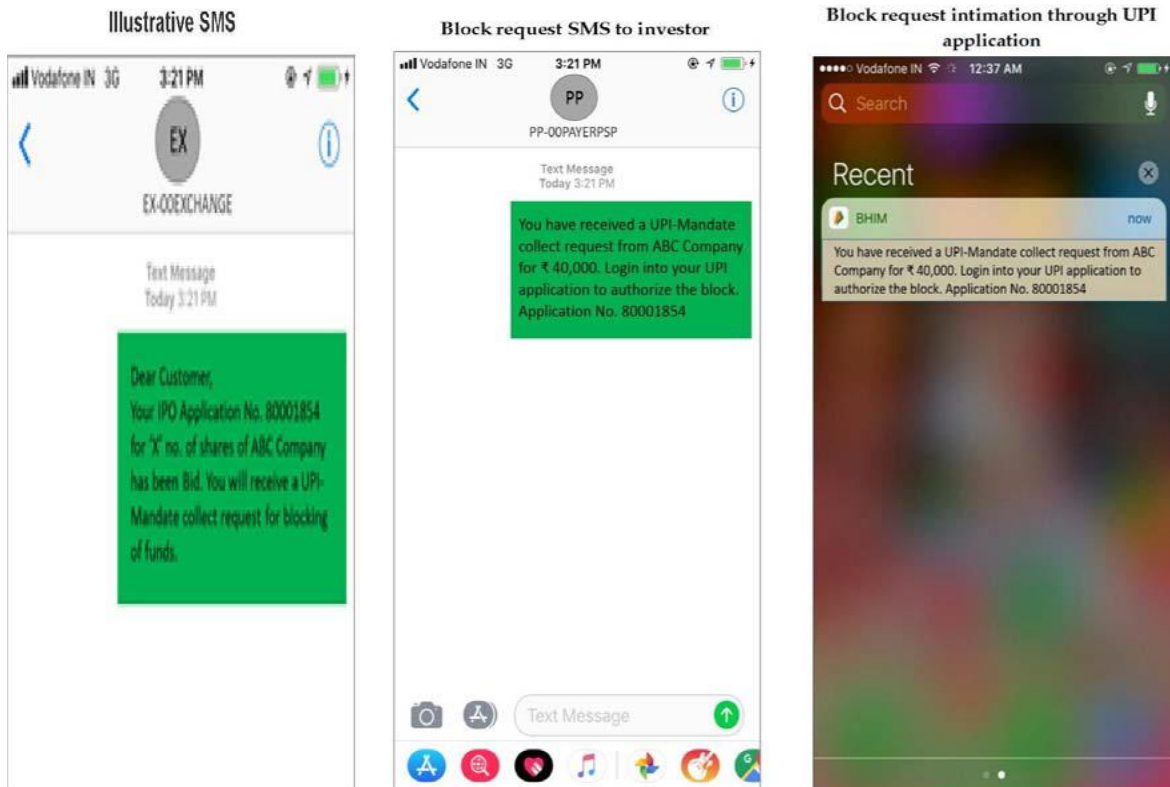 Illustrative SMS
Vodafone IN 3G 3:21 PM
EX
EX-00EXCHANGE
Text Message
Today 3:21 PM
Dear Customer,
Your IPO Application No. 80001854
for 'X' no. of shares of ABC Company
has been Bid. You will receive a UPI-
Mandate collect request for blocking
of funds.
Block request SMS to investor
Vodafone IN 3G 3:21 PM
PP
PP-00PAYERPSP
Text Message
Today 3:21 PM
You have received a UPI-Mandate
collect request from ABC Company
for ₹ 40,000. Login into your UPI
application to authorize the block.
Application No. 80001854
Text Message
Block request intimation through UPI
application
Vodafone IN 12:37 AM
Search
Recent
BHIM now
You have received a UPI-Mandate collect request from ABC
Company for ₹ 40,000. Login into your UPI application to
authorize the block. Application No. 80001854